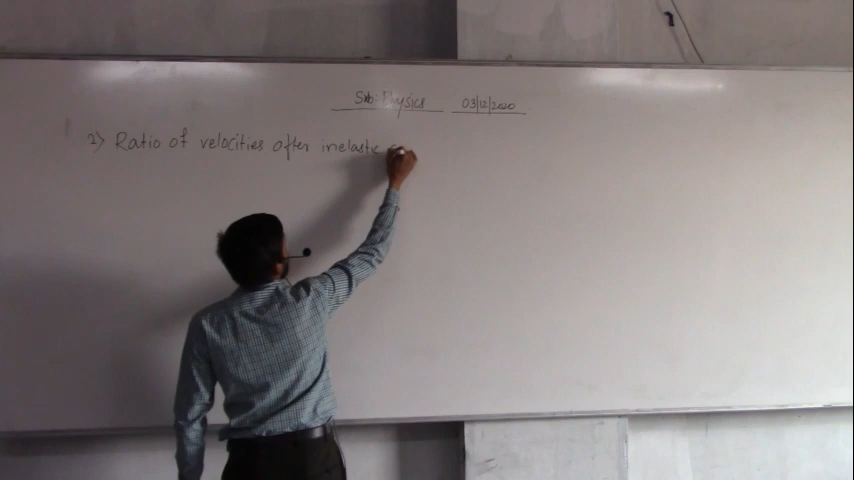 Sub-Physics 03/12/2020
2> Ratio of velocities after inelastic